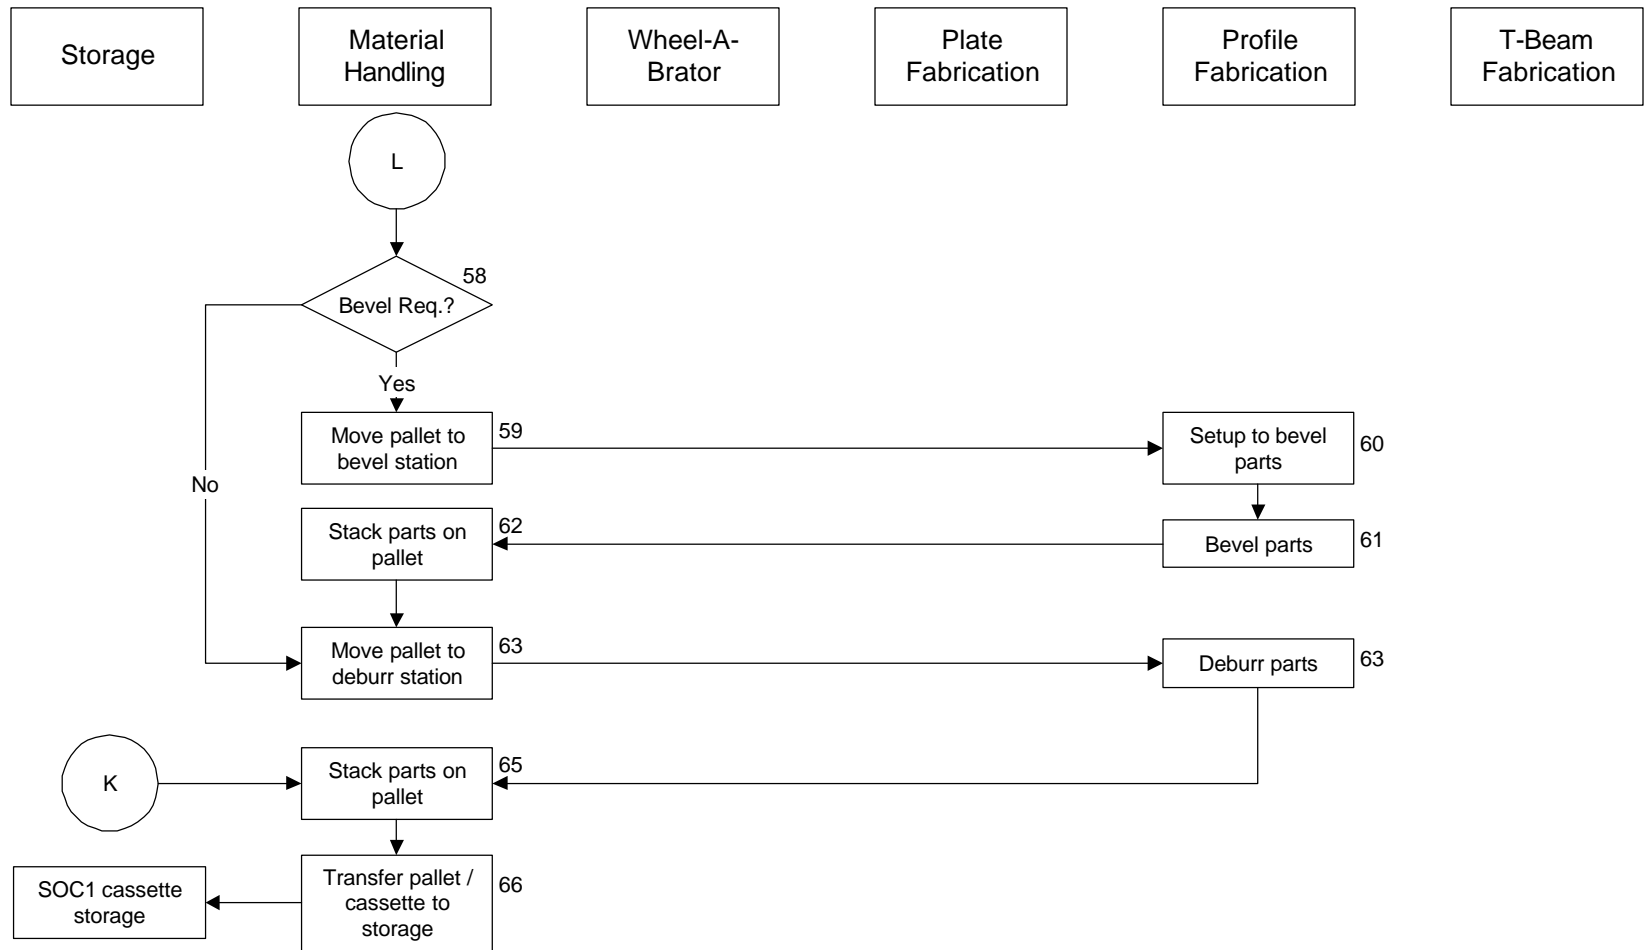 Storage
Material
Handling
Wheel-A-
Brator
Plate
Fabrication
Profile
Fabrication
T-Beam
Fabrication
L
58
Bevel Req.?
Yes
Move pallet to
bevel station
59
Setup to bevel
parts
60
No
Stack parts on
pallet
62
Bevel parts
61
Move pallet to
deburr station
63
Deburr parts
63
K
Stack parts on
pallet
65
SOC1 cassette
storage
Transfer pallet /
cassette to
storage
66